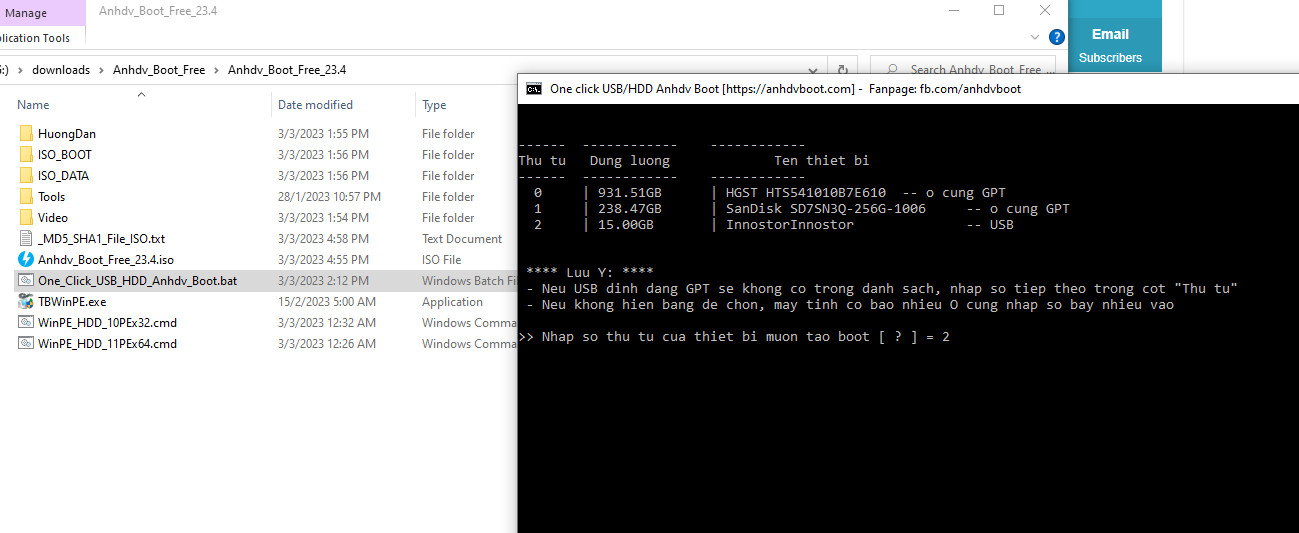 Manage
Anhdv_Boot_Free_23.4
lication Tools
Email
Subscribers
:) > downloads > Anhdv_Boot_Free > Anhdv_Boot_Free_23.4
Search Anhdv_Boot_Free_...
Name Date modified Type
HuongDan 3/3/2023 1:55 PM File folder
ISO_BOOT 3/3/2023 1:56 PM File folder
ISO_DATA 3/3/2023 1:56 PM File folder
Tools 28/1/2023 10:57 PM File folder
Video 3/3/2023 1:54 PM File folder
_MD5_SHA1_File_ISO.txt 3/3/2023 4:58 PM Text Document
Anhdv_Boot_Free_23.4.iso 3/3/2023 4:55 PM ISO File
One_Click_USB_HDD_Anhdv_Boot.bat 3/3/2023 2:12 PM Windows Batch Fi
TBWinPE.exe 15/2/2023 5:00 AM Application
WinPE_HDD_10PEx32.cmd 3/3/2023 12:32 AM Windows Comma
WinPE_HDD_11PEx64.cmd 3/3/2023 12:26 AM Windows Comma
One click USB/HDD Anhdv Boot [https://anhdvboot.com] - Fanpage: fb.com/anhdvboot
------ ------------ ------------
Thu tu Dung luong Ten thiet bi
------ ------------ ------------
0 | 931.51GB | HGST HTS541010B7E610 -- o cung GPT
1 | 238.47GB | SanDisk SD7SN3Q-256G-1006 -- o cung GPT
2 | 15.00GB | InnostorInnostor -- USB
**** Luu Y: ****
- Neu USB dinh dang GPT se khong co trong danh sach, nhap so tiep theo trong cot "Thu tu"
- Neu khong hien bang de chon, may tinh co bao nhieu O cung nhap so bay nhieu vao
>> Nhap so thu tu cua thiet bi muon tao boot [ ? ] = 2